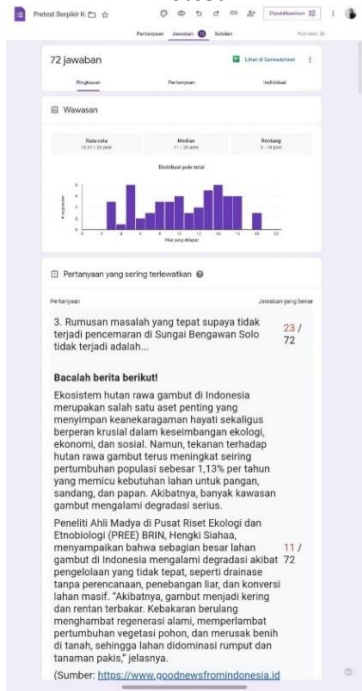 Pretest Berpikir K
Dipublikasikan
Pertanyaan Jawaban 72 Setelan
72 jawaban
Lihat di Spreadsheet
Ringkasan Pertanyaan Individual
Wawasan
Rata-rata Median Rentang
Distribusi poin total
Nilai yang didapat
Pertanyaan yang sering terlewatkan
Pertanyaan Jawaban yang benar
3. Rumusan masalah yang tepat supaya tidak
terjadi pencemaran di Sungai Bengawan Solo
tidak terjadi adalah...
23 /
72
Bacalah berita berikut!
Ekosistem hutan rawa gambut di Indonesia
merupakan salah satu aset penting yang
menyimpan keanekaragaman hayati sekaligus
berperan krusial dalam keseimbangan ekologi,
ekonomi, dan sosial. Namun, tekanan terhadap
hutan rawa gambut terus meningkat seiring
pertumbuhan populasi sebesar 1,13% per tahun
yang memicu kebutuhan lahan untuk pangan,
sandang, dan papan. Akibatnya, banyak kawasan
gambut mengalami degradasi serius.
Peneliti Ahli Madya di Pusat Riset Ekologi dan
Etnobiologi (PREE) BRIN, Hengki Siahaa,
menyampaikan bahwa sebagian besar lahan
gambut di Indonesia mengalami degradasi akibat
pengelolaan yang tidak tepat, seperti drainase
tanpa perencanaan, penebangan liar, dan konversi
lahan masif. "Akibatnya, gambut menjadi kering
dan rentan terbakar. Kebakaran berulang
menghambat regenerasi alami, memperlambat
pertumbuhan vegetasi pohon, dan merusak benih
di tanah, sehingga lahan didominasi rumput dan
tanaman pakis," jelasnya.
11 /
72
(Sumber: https://www.goodnewsfromindonesia.id